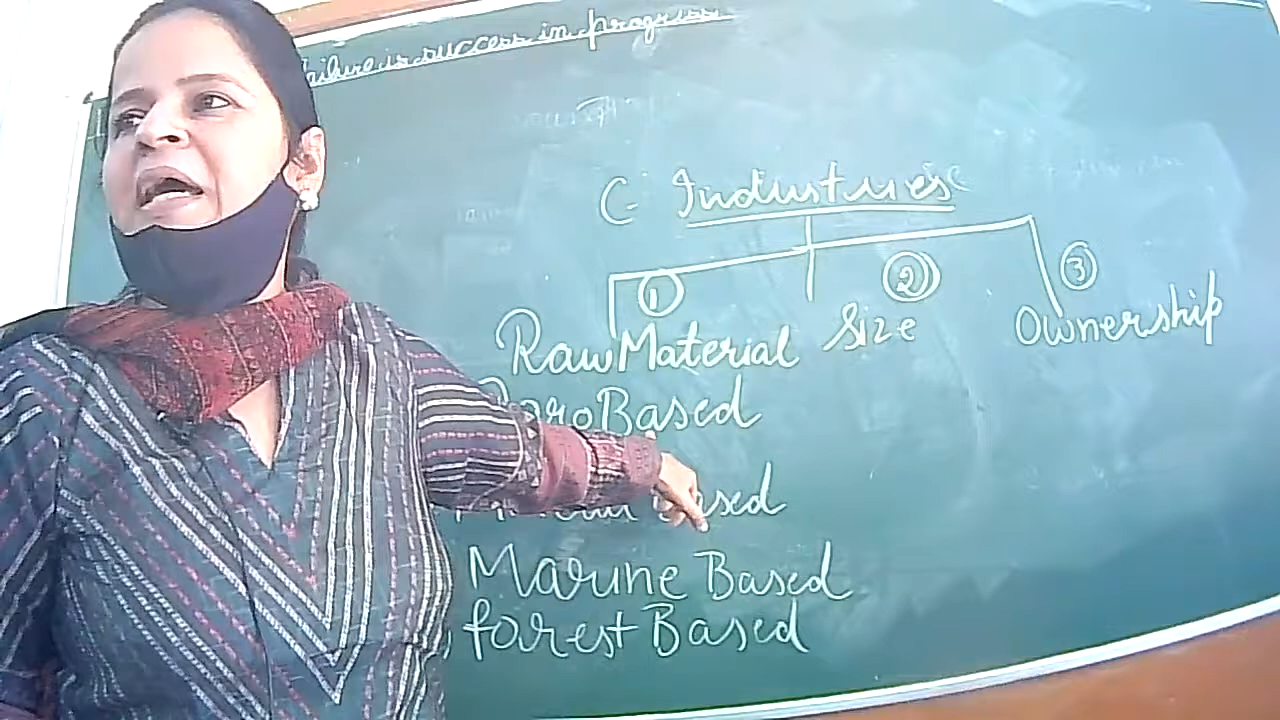 failure is success in progress
C- Industries
① ② ③
Raw Material Size Ownership
Based
Based
Marine Based
forest Based